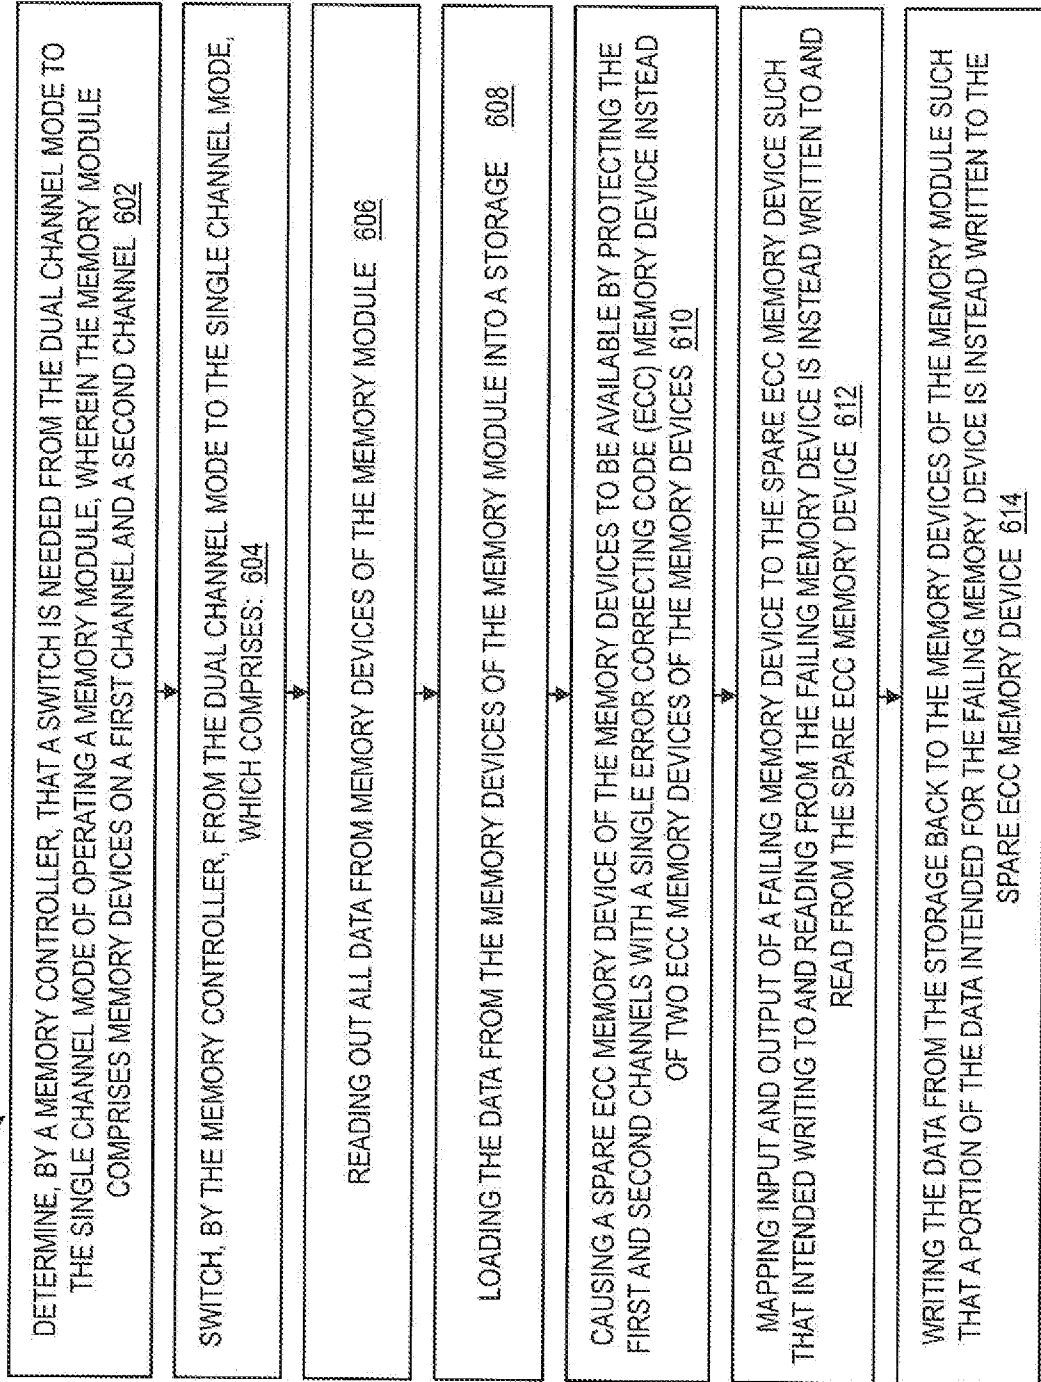 DETERMINE, BY A MEMORY CONTROLLER, THAT A SWITCH IS NEEDED FROM THE DUAL CHANNEL MODE TO
THE SINGLE CHANNEL MODE OF OPERATING A MEMORY MODULE, WHEREIN THE MEMORY MODULE
COMPRISES MEMORY DEVICES ON A FIRST CHANNEL AND A SECOND CHANNEL 602
SWITCH, BY THE MEMORY CONTROLLER, FROM THE DUAL CHANNEL MODE TO THE SINGLE CHANNEL MODE,
WHICH COMPRISES: 604
READING OUT ALL DATA FROM MEMORY DEVICES OF THE MEMORY MODULE 606
LOADING THE DATA FROM THE MEMORY DEVICES OF THE MEMORY MODULE INTO A STORAGE 608
CAUSING A SPARE ECC MEMORY DEVICE OF THE MEMORY DEVICES TO BE AVAILABLE BY PROTECTING THE
FIRST AND SECOND CHANNELS WITH A SINGLE ERROR CORRECTING CODE (ECC) MEMORY DEVICE INSTEAD
OF TWO ECC MEMORY DEVICES OF THE MEMORY DEVICES 610
MAPPING INPUT AND OUTPUT OF A FAILING MEMORY DEVICE TO THE SPARE ECC MEMORY DEVICE SUCH
THAT INTENDED WRITING TO AND READING FROM THE FAILING MEMORY DEVICE IS INSTEAD WRITTEN TO AND
READ FROM THE SPARE ECC MEMORY DEVICE 612
WRITING THE DATA FROM THE STORAGE BACK TO THE MEMORY DEVICES OF THE MEMORY MODULE SUCH
THAT A PORTION OF THE DATA INTENDED FOR THE FAILING MEMORY DEVICE IS INSTEAD WRITTEN TO THE
SPARE ECC MEMORY DEVICE 614